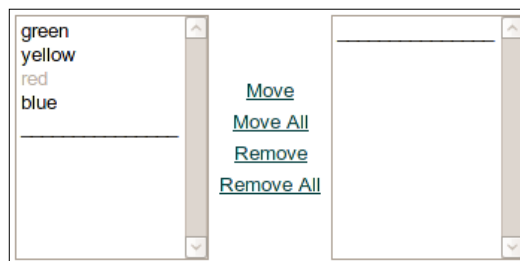 green
yellow
red
blue
Move
Move All
Remove
Remove All